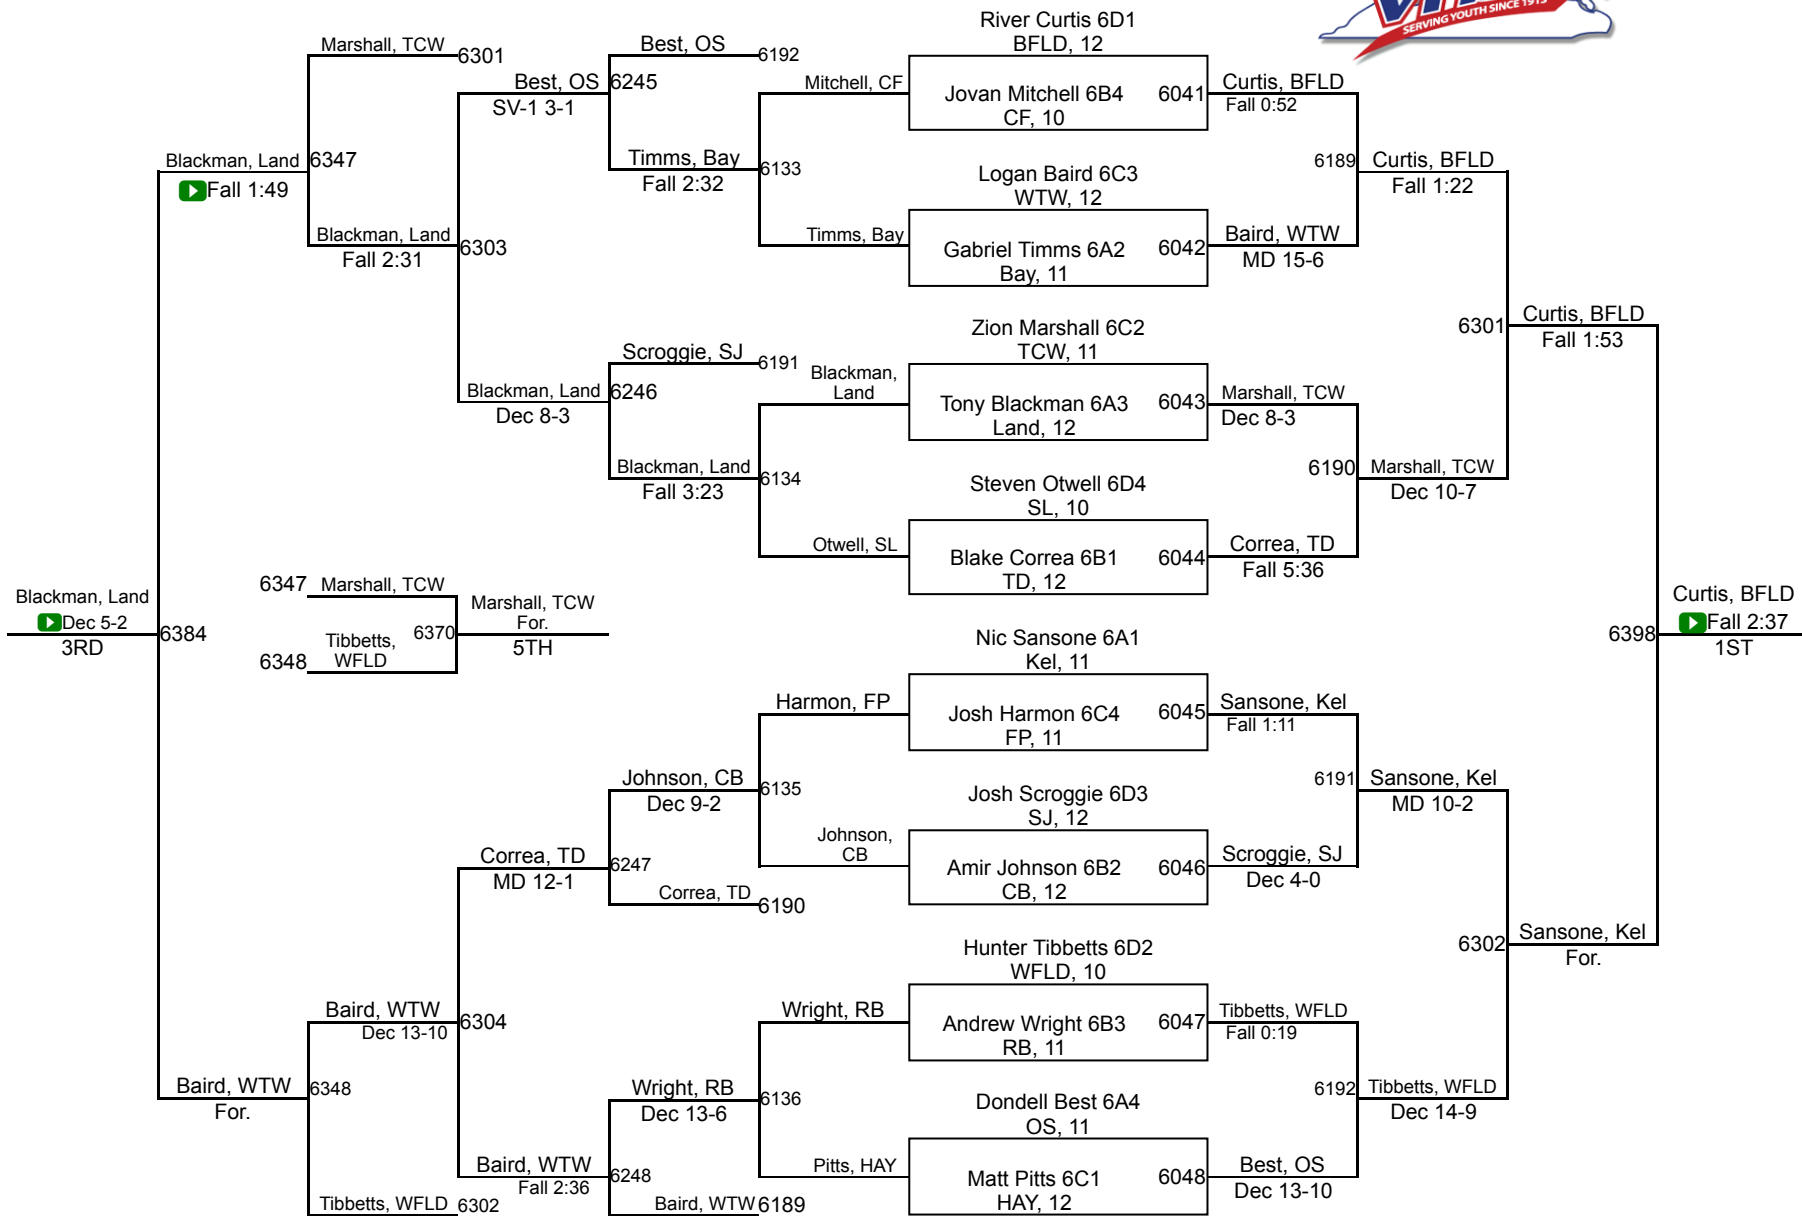 SERVING YOUTH SINCE 1913
River Curtis 6D1
BFLD, 12
Jovan Mitchell 6B4
CF, 10
6041
Logan Baird 6C3
WTW, 12
Gabriel Timms 6A2
Bay, 11
6042
Zion Marshall 6C2
TCW, 11
Tony Blackman 6A3
Land, 12
6043
Steven Otwell 6D4
SL, 10
Blake Correa 6B1
TD, 12
6044
Nic Sansone 6A1
Kel, 11
Josh Harmon 6C4
FP, 11
6045
Josh Scroggie 6D3
SJ, 12
Amir Johnson 6B2
CB, 12
6046
Hunter Tibbetts 6D2
WFLD, 10
Andrew Wright 6B3
RB, 11
6047
Dondell Best 6A4
OS, 11
Matt Pitts 6C1
HAY, 12
6048
Curtis, BFLD
Fall 0:52
6189
Baird, WTW
MD 15-6
Marshall, TCW
Dec 8-3
6190
Correa, TD
Fall 5:36
Sansone, Kel
Fall 1:11
6191
Scroggie, SJ
Dec 4-0
Tibbetts, WFLD
Fall 0:19
6192
Best, OS
Dec 13-10
Curtis, BFLD
Fall 1:22
6301
Marshall, TCW
Dec 10-7
Sansone, Kel
MD 10-2
6302
Tibbetts, WFLD
Dec 14-9
Curtis, BFLD
Fall 1:53
6398
Sansone, Kel
For.
Curtis, BFLD
Fall 2:37
1ST
Mitchell, CF
6133
Timms, Bay
Blackman,
Land
6134
Otwell, SL
Harmon, FP
6135
Johnson,
CB
Wright, RB
6136
Pitts, HAY
Best, OS
6192
6245
Timms, Bay
Fall 2:32
Scroggie, SJ
6191
6246
Blackman, Land
Fall 3:23
Johnson, CB
Dec 9-2
6247
Correa, TD
6190
Wright, RB
Dec 13-6
6248
Baird, WTW
6189
Best, OS
SV-1 3-1
6303
Blackman, Land
Dec 8-3
Correa, TD
MD 12-1
6304
Baird, WTW
Fall 2:36
Marshall, TCW
6301
6347
Blackman, Land
Fall 2:31
Baird, WTW
Dec 13-10
6348
Tibbetts, WFLD
6302
Blackman, Land
Fall 1:49
6384
Baird, WTW
For.
Blackman, Land
Dec 5-2
3RD
6347
Marshall, TCW
6370
6348
Tibbetts,
WFLD
Marshall, TCW
For.
5TH